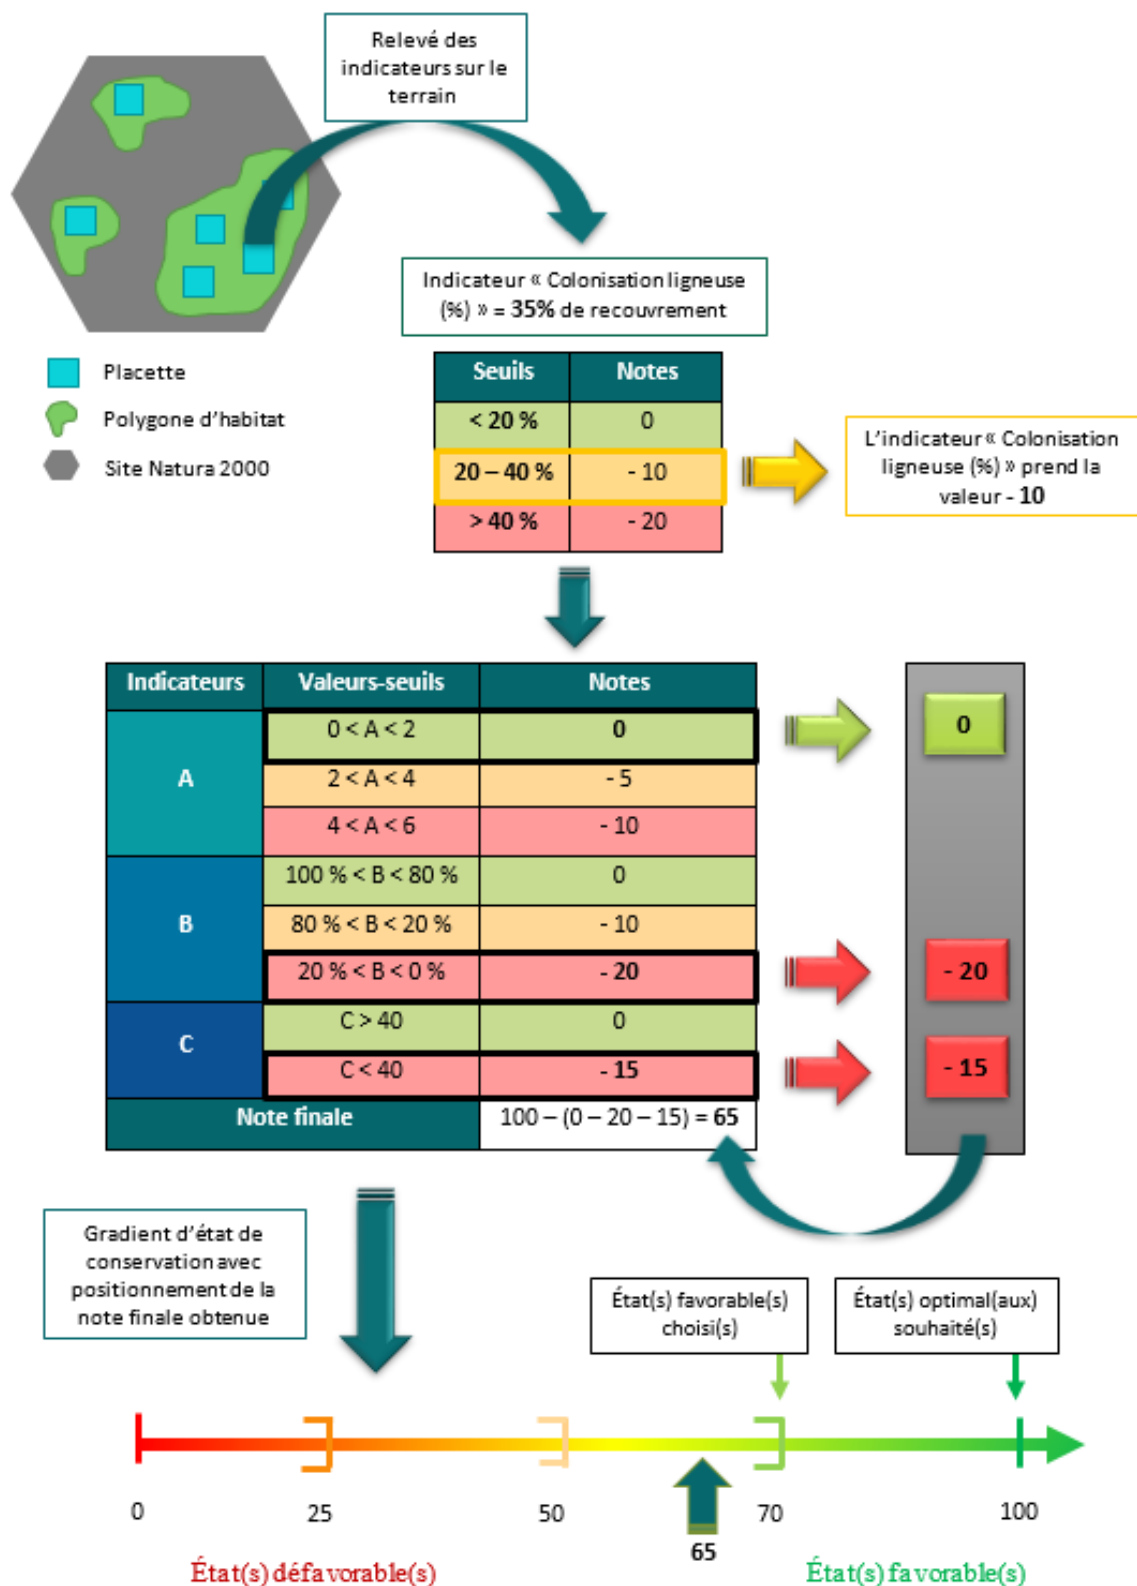 Relevé des
indicateurs sur le
terrain
Indicateur « Colonisation ligneuse
(%) » = 35% de recouvrement
Placette
Polygone d'habitat
Site Natura 2000
Seuils Notes
< 20 % 0
20 – 40 % - 10
> 40 % - 20
L'indicateur « Colonisation
ligneuse (%) » prend la
valeur - 10
Indicateurs Valeurs-seuils Notes
A
0 < A < 2 0
2 < A < 4 - 5
4 < A < 6 - 10
B
100 % < B < 80 % 0
80 % < B < 20 % - 10
20 % < B < 0 % - 20
C
C > 40 0
C < 40 - 15
Note finale 100 – (0 – 20 – 15) = 65
0
- 20
- 15
Gradient d'état de
conservation avec
positionnement de la
note finale obtenue
État(s) favorable(s)
choisi(s)
État(s) optimal(aux)
souhaité(s)
0 25 50 70 100
65
État(s) défavorable(s) État(s) favorable(s)